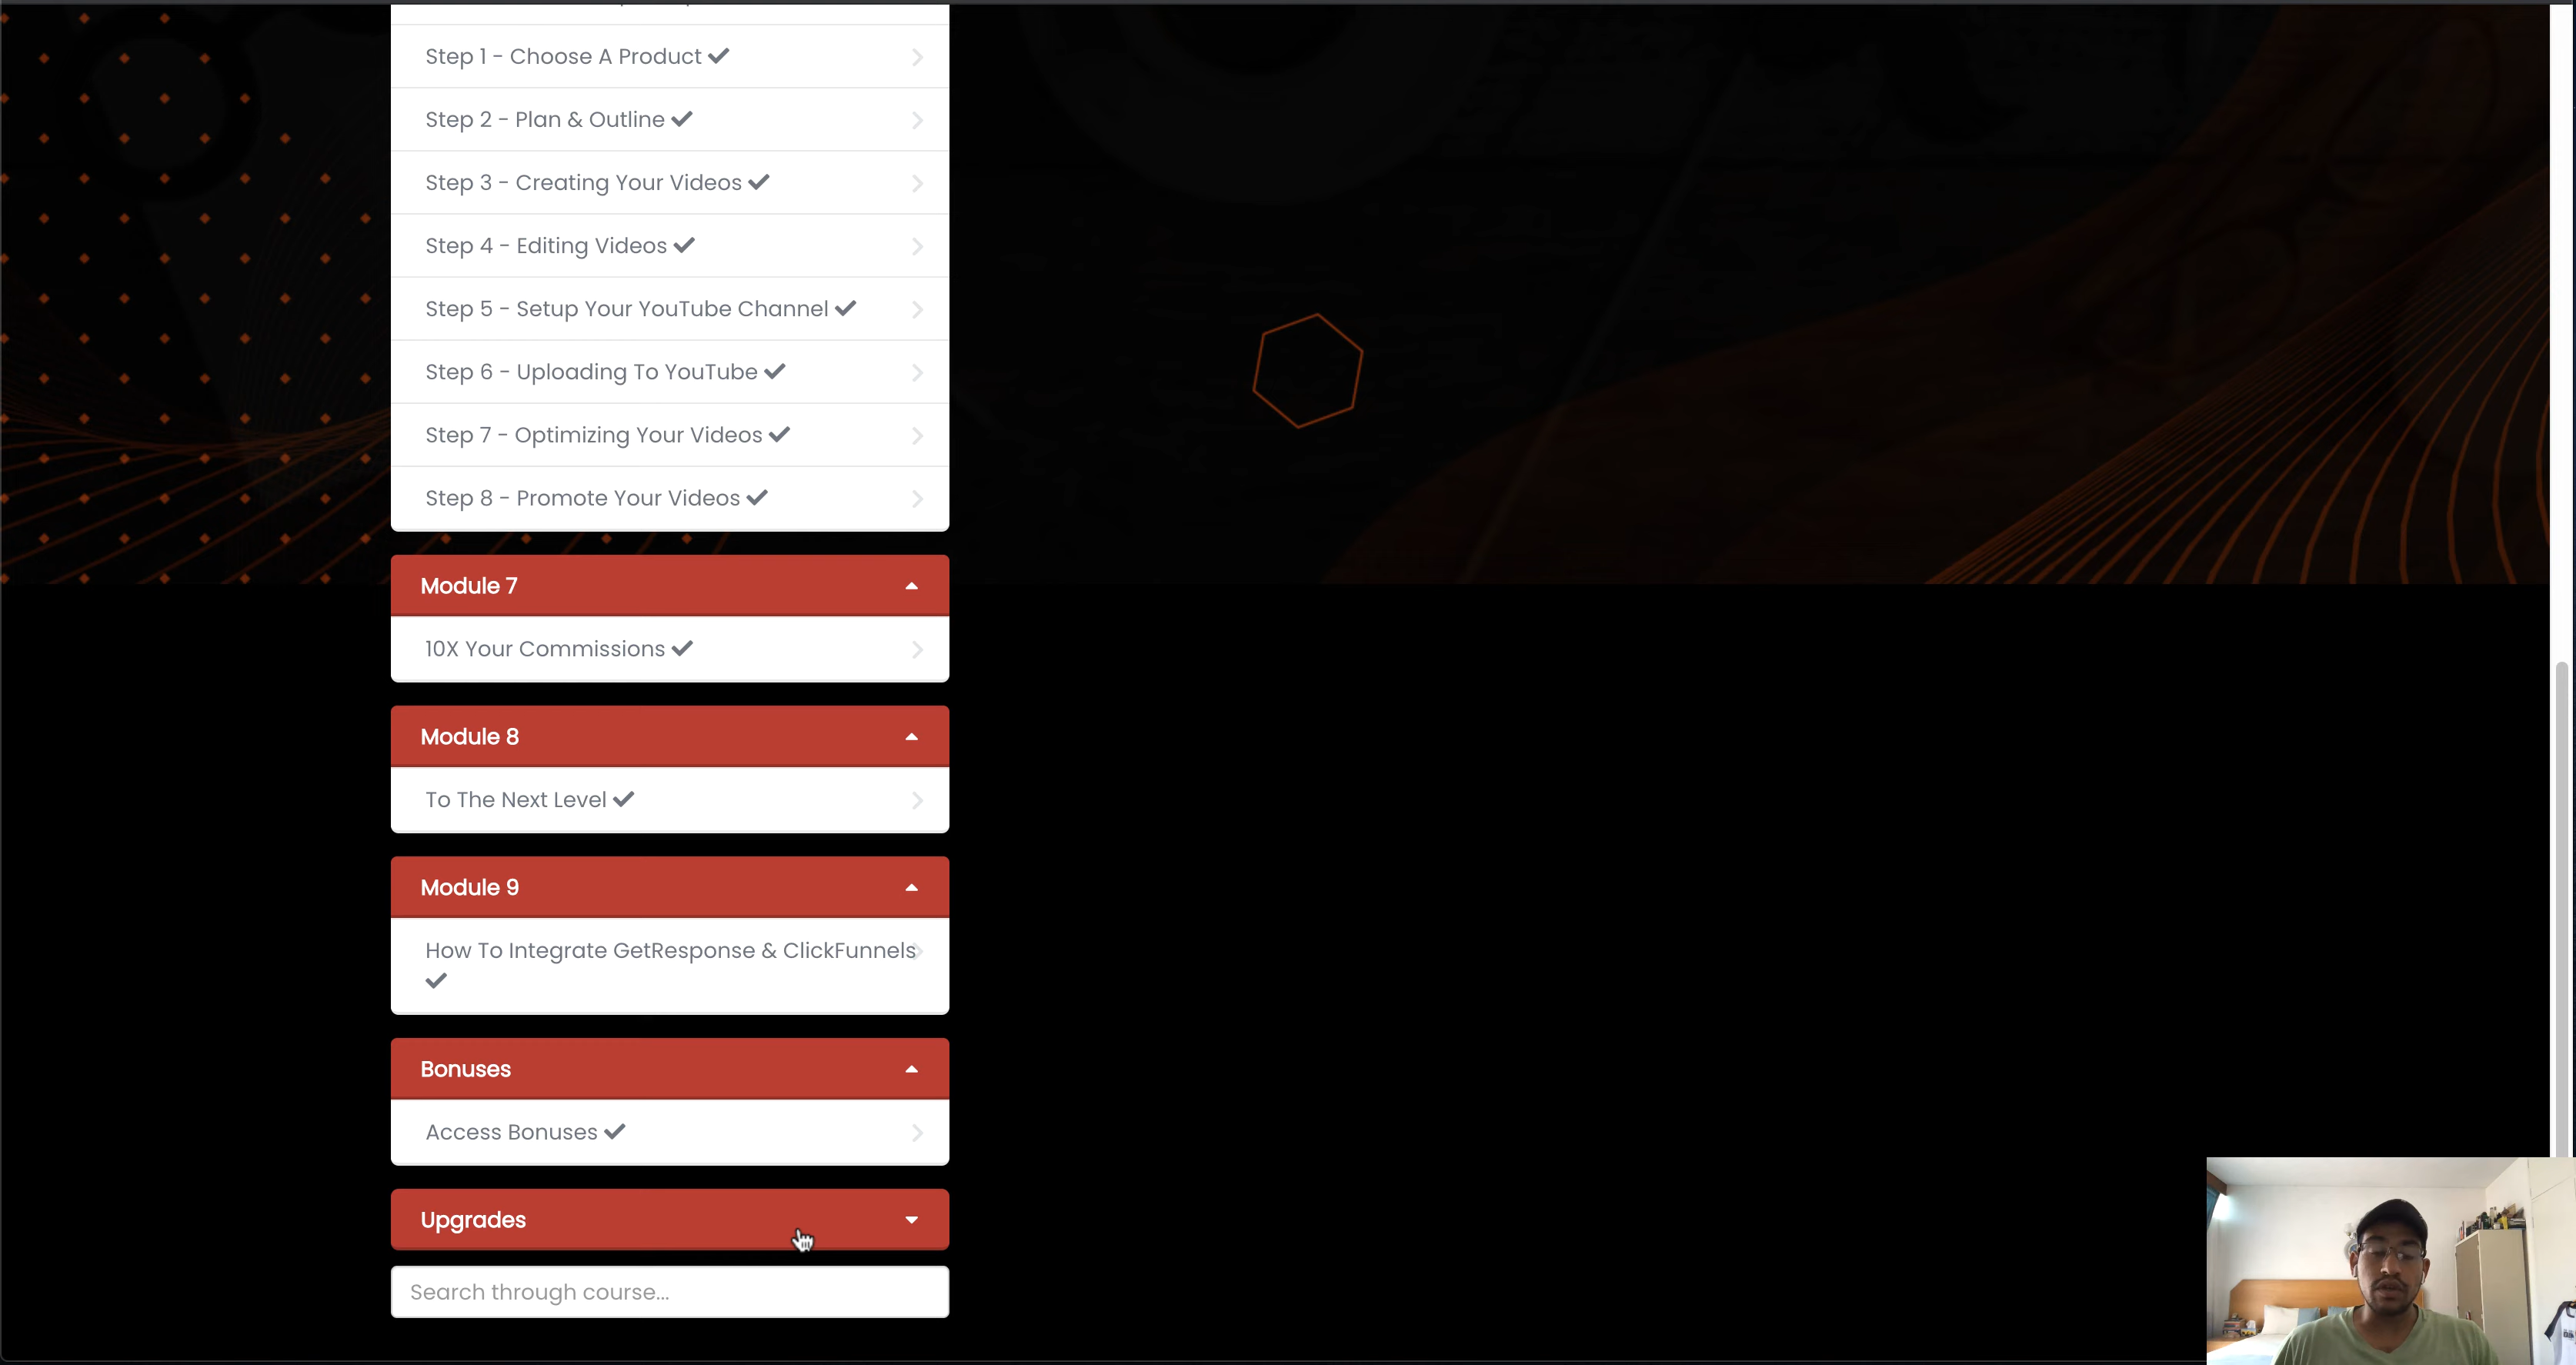 Step 1 - Choose A Product ✔
Step 2 - Plan & Outline ✔
Step 3 - Creating Your Videos ✔
Step 4 - Editing Videos ✔
Step 5 - Setup Your YouTube Channel ✔
Step 6 - Uploading To YouTube ✔
Step 7 - Optimizing Your Videos ✔
Step 8 - Promote Your Videos ✔
Module 7
10X Your Commissions ✔
Module 8
To The Next Level ✔
Module 9
How To Integrate GetResponse & ClickFunnels
✔
Bonuses
Access Bonuses ✔
Upgrades
Search through course...